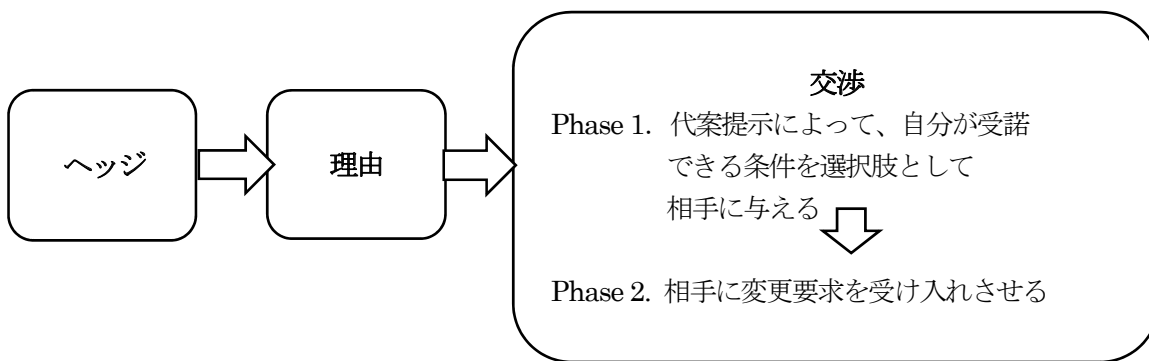 ヘッジ
理由
交渉
Phase 1. 代案提示によって、自分が受諾
できる条件を選択肢として
相手に与える
Phase 2. 相手に変更要求を受け入れさせる